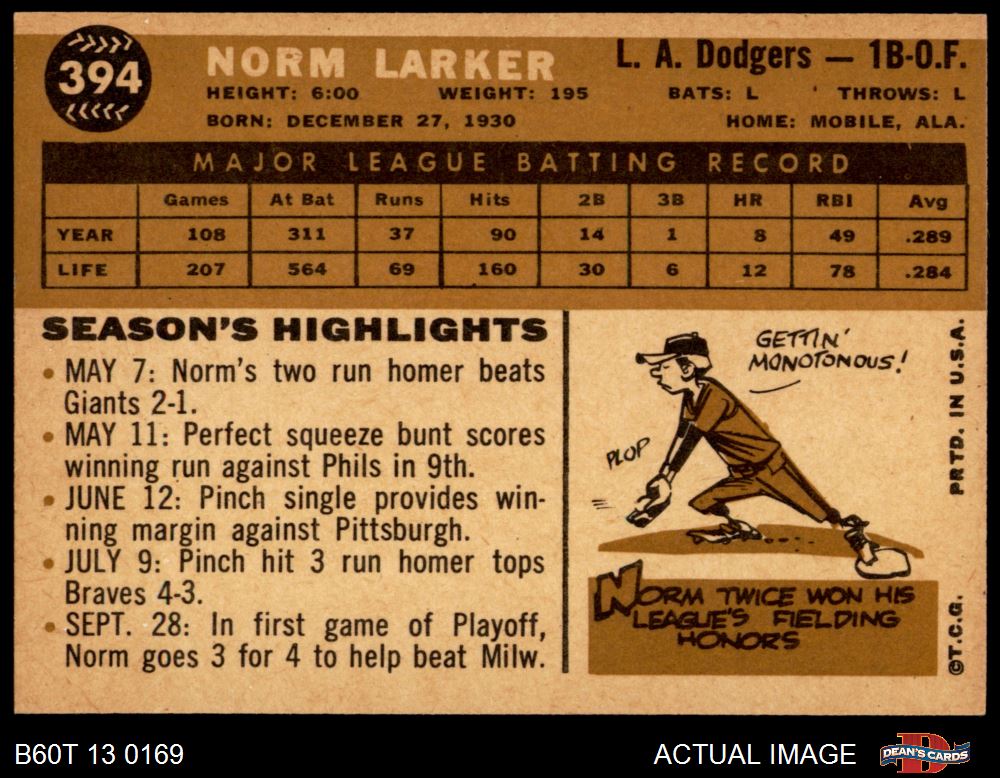 394
NORM LARKER
L. A. Dodgers — 1B-O.F.
HEIGHT: 6:00 WEIGHT: 195 BATS: L THROWS: L
BORN: DECEMBER 27, 1930 HOME: MOBILE, ALA.
MAJOR LEAGUE BATTING RECORD
Games At Bat Runs Hits 2B 3B HR RBI Avg
YEAR 108 311 37 90 14 1 8 49 .289
LIFE 207 564 69 160 30 6 12 78 .284
SEASON'S HIGHLIGHTS
• MAY 7: Norm's two run homer beats
Giants 2-1.
• MAY 11: Perfect squeeze bunt scores
winning run against Phils in 9th.
• JUNE 12: Pinch single provides win-
ning margin against Pittsburgh.
• JULY 9: Pinch hit 3 run homer tops
Braves 4-3.
• SEPT. 28: In first game of Playoff,
Norm goes 3 for 4 to help beat Milw.
GETTIN'
MONOTONOUS!
PLOP
NORM TWICE WON HIS
LEAGUE'S FIELDING
HONORS
PRTD. IN U.S.A.
©T.C.G.
B60T 13 0169
ACTUAL IMAGE
DEAN'S CARDS